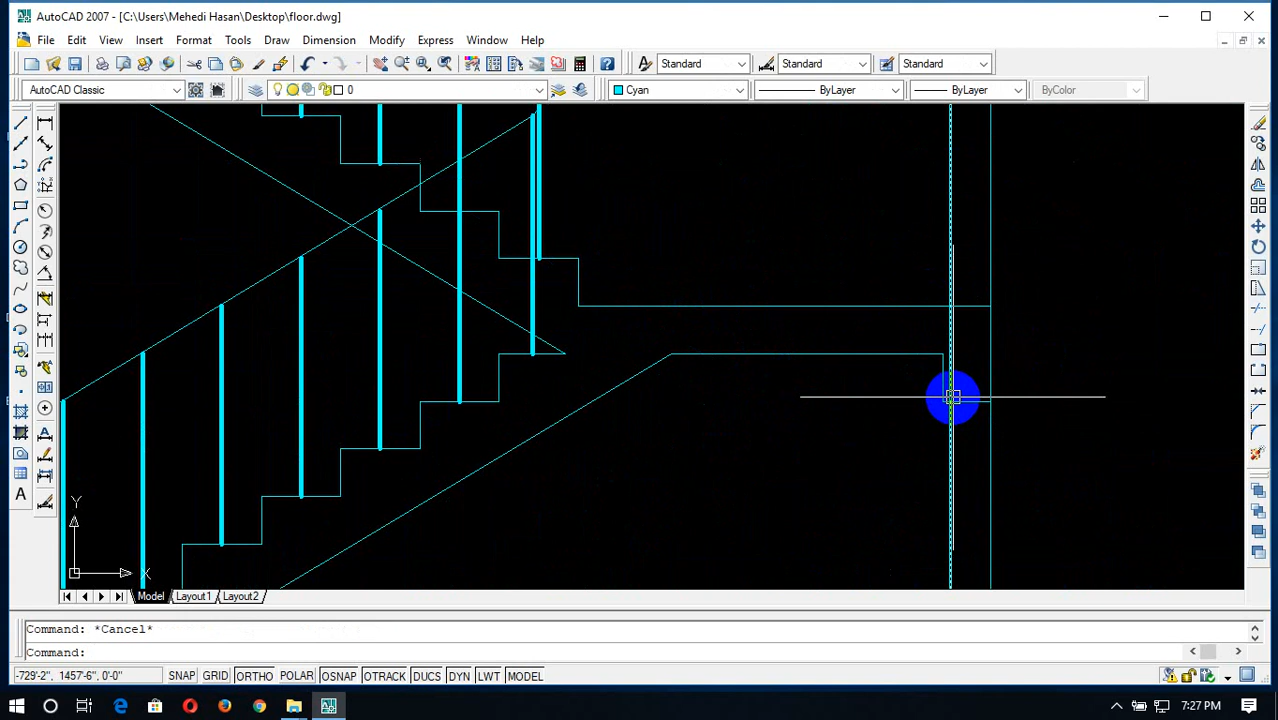 AutoCAD 2007 - [C:\Users\Mehedi Hasan\Desktop\floor.dwg]
File Edit View Insert Format Tools Draw Dimension Modify Express Window Help
Standard Standard Standard
AutoCAD Classic 0 Cyan ByLayer ByLayer ByColor
Y
X
A
Model Layout1 Layout2
Command: *Cancel*
Command:
-729'-2", 1457'-6", 0'-0" SNAP GRID ORTHO POLAR OSNAP OTRACK DUCS DYN LWT MODEL
7:27 PM